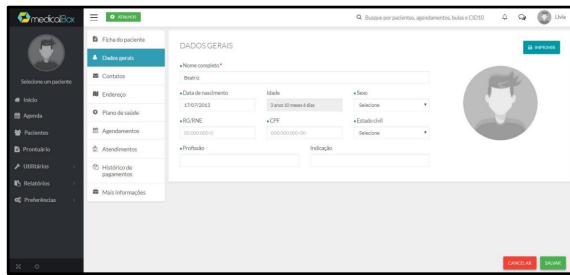 medicalBox
ATALHOS
Busque por pacientes, agendamentos, bulas e CID10
Livia
Selecione um paciente
Início
Agenda
Pacientes
Prontuário
Utilitários
Relatórios
Preferências
Ficha do paciente
Dados gerais
Contatos
Endereço
Plano de saúde
Agendamentos
Atendimentos
Histórico de
pagamentos
Mais informações
DADOS GERAIS
IMPRIMIR
Nome completo*
Beatriz
Data de nascimento
Idade
Sexo
17/07/2013
3 anos 10 meses 6 dias
Selecione
RG/RNE
CPF
Estado civil
00.000.000-0
000.000.000-00
Selecione
Profissão
Indicação
CANCELAR
SALVAR